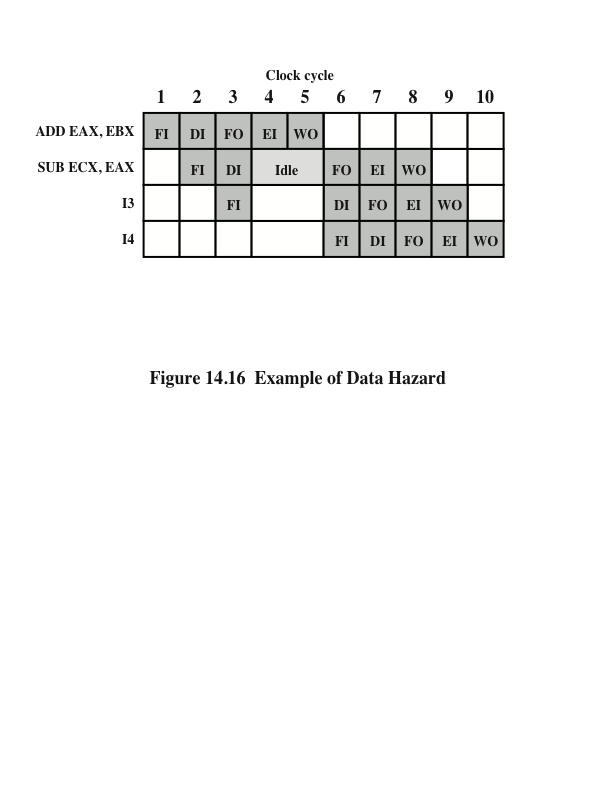 Clock cycle
1 2 3 4 5 6 7 8 9 10
ADD EAX, EBX FI DI FO EI WO
SUB ECX, EAX FI DI Idle FO EI WO
I3 FI DI FO EI WO
I4 FI DI FO EI WO
Figure 14.16 Example of Data Hazard